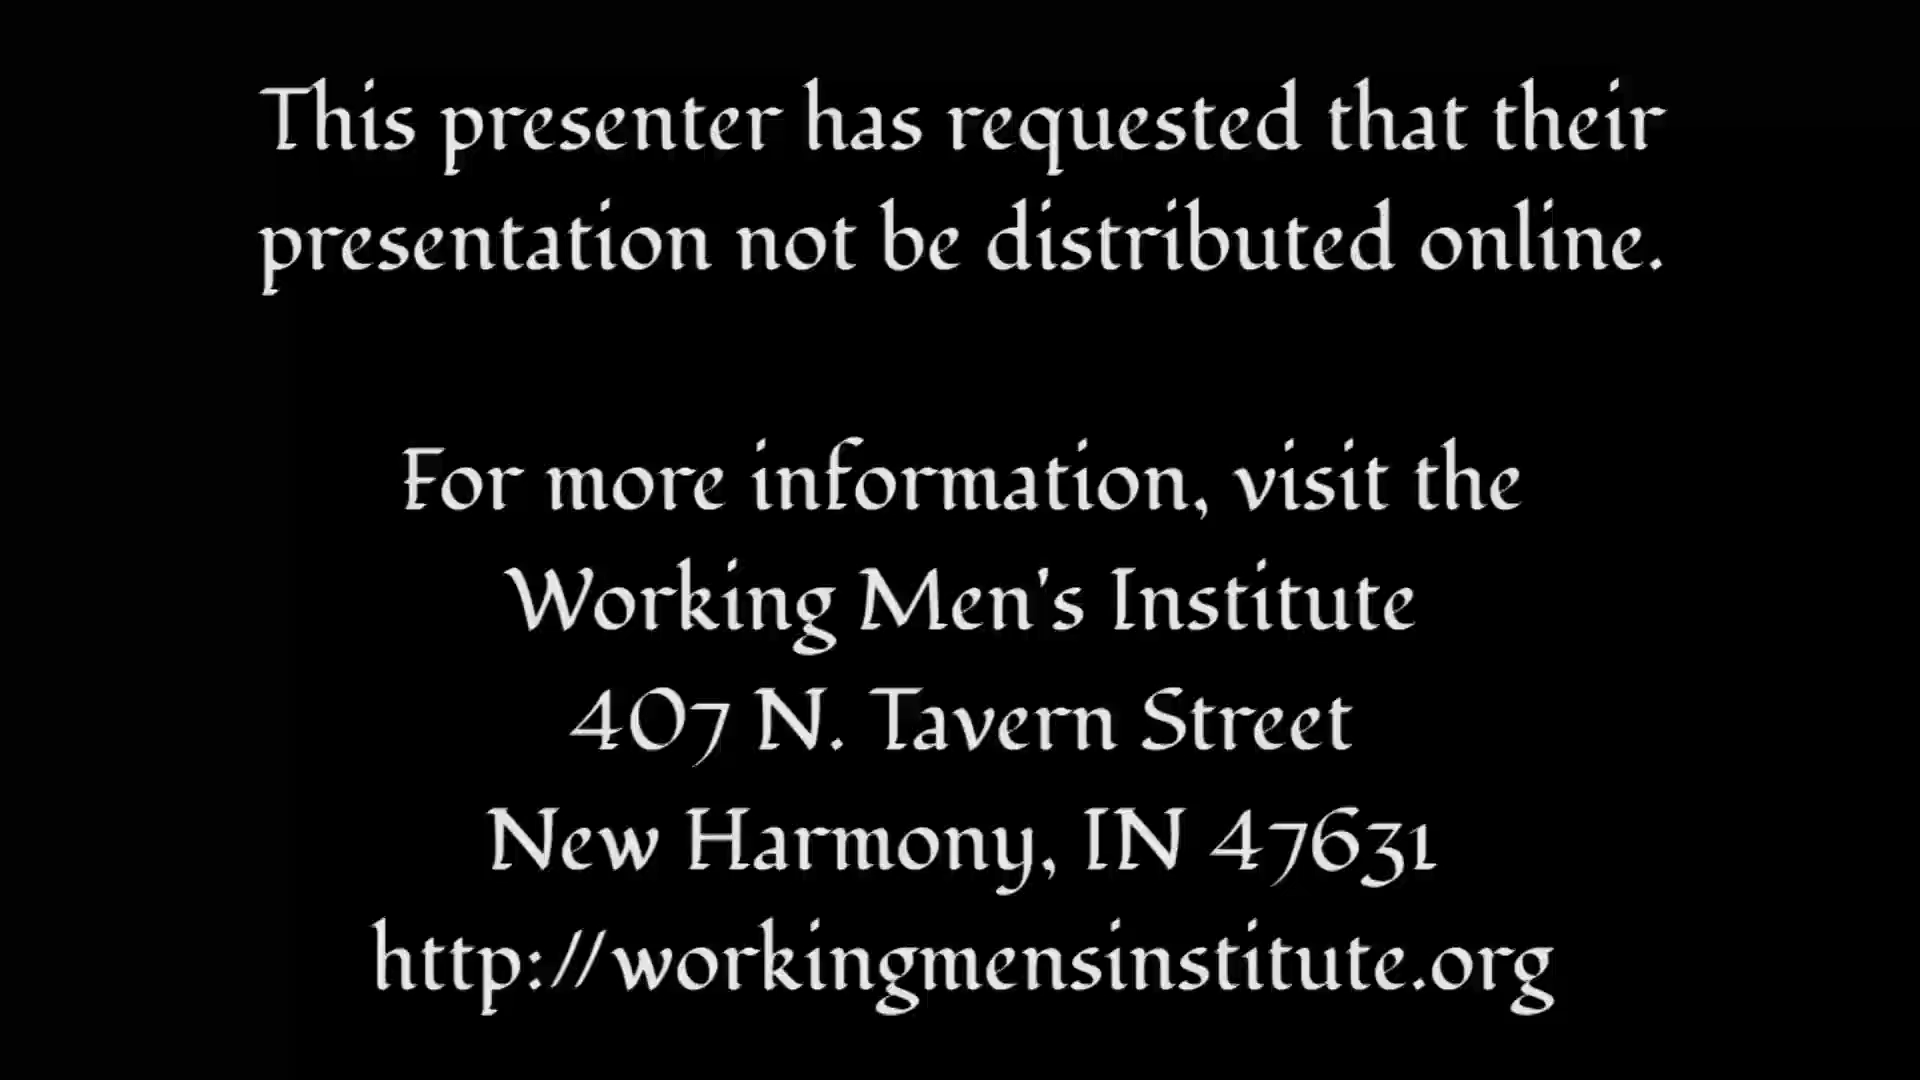 This presenter has requested that their
presentation not be distributed online.
For more information, visit the
Working Men's Institute
407 N. Tavern Street
New Harmony, IN 47631
http://workingmensinstitute.org